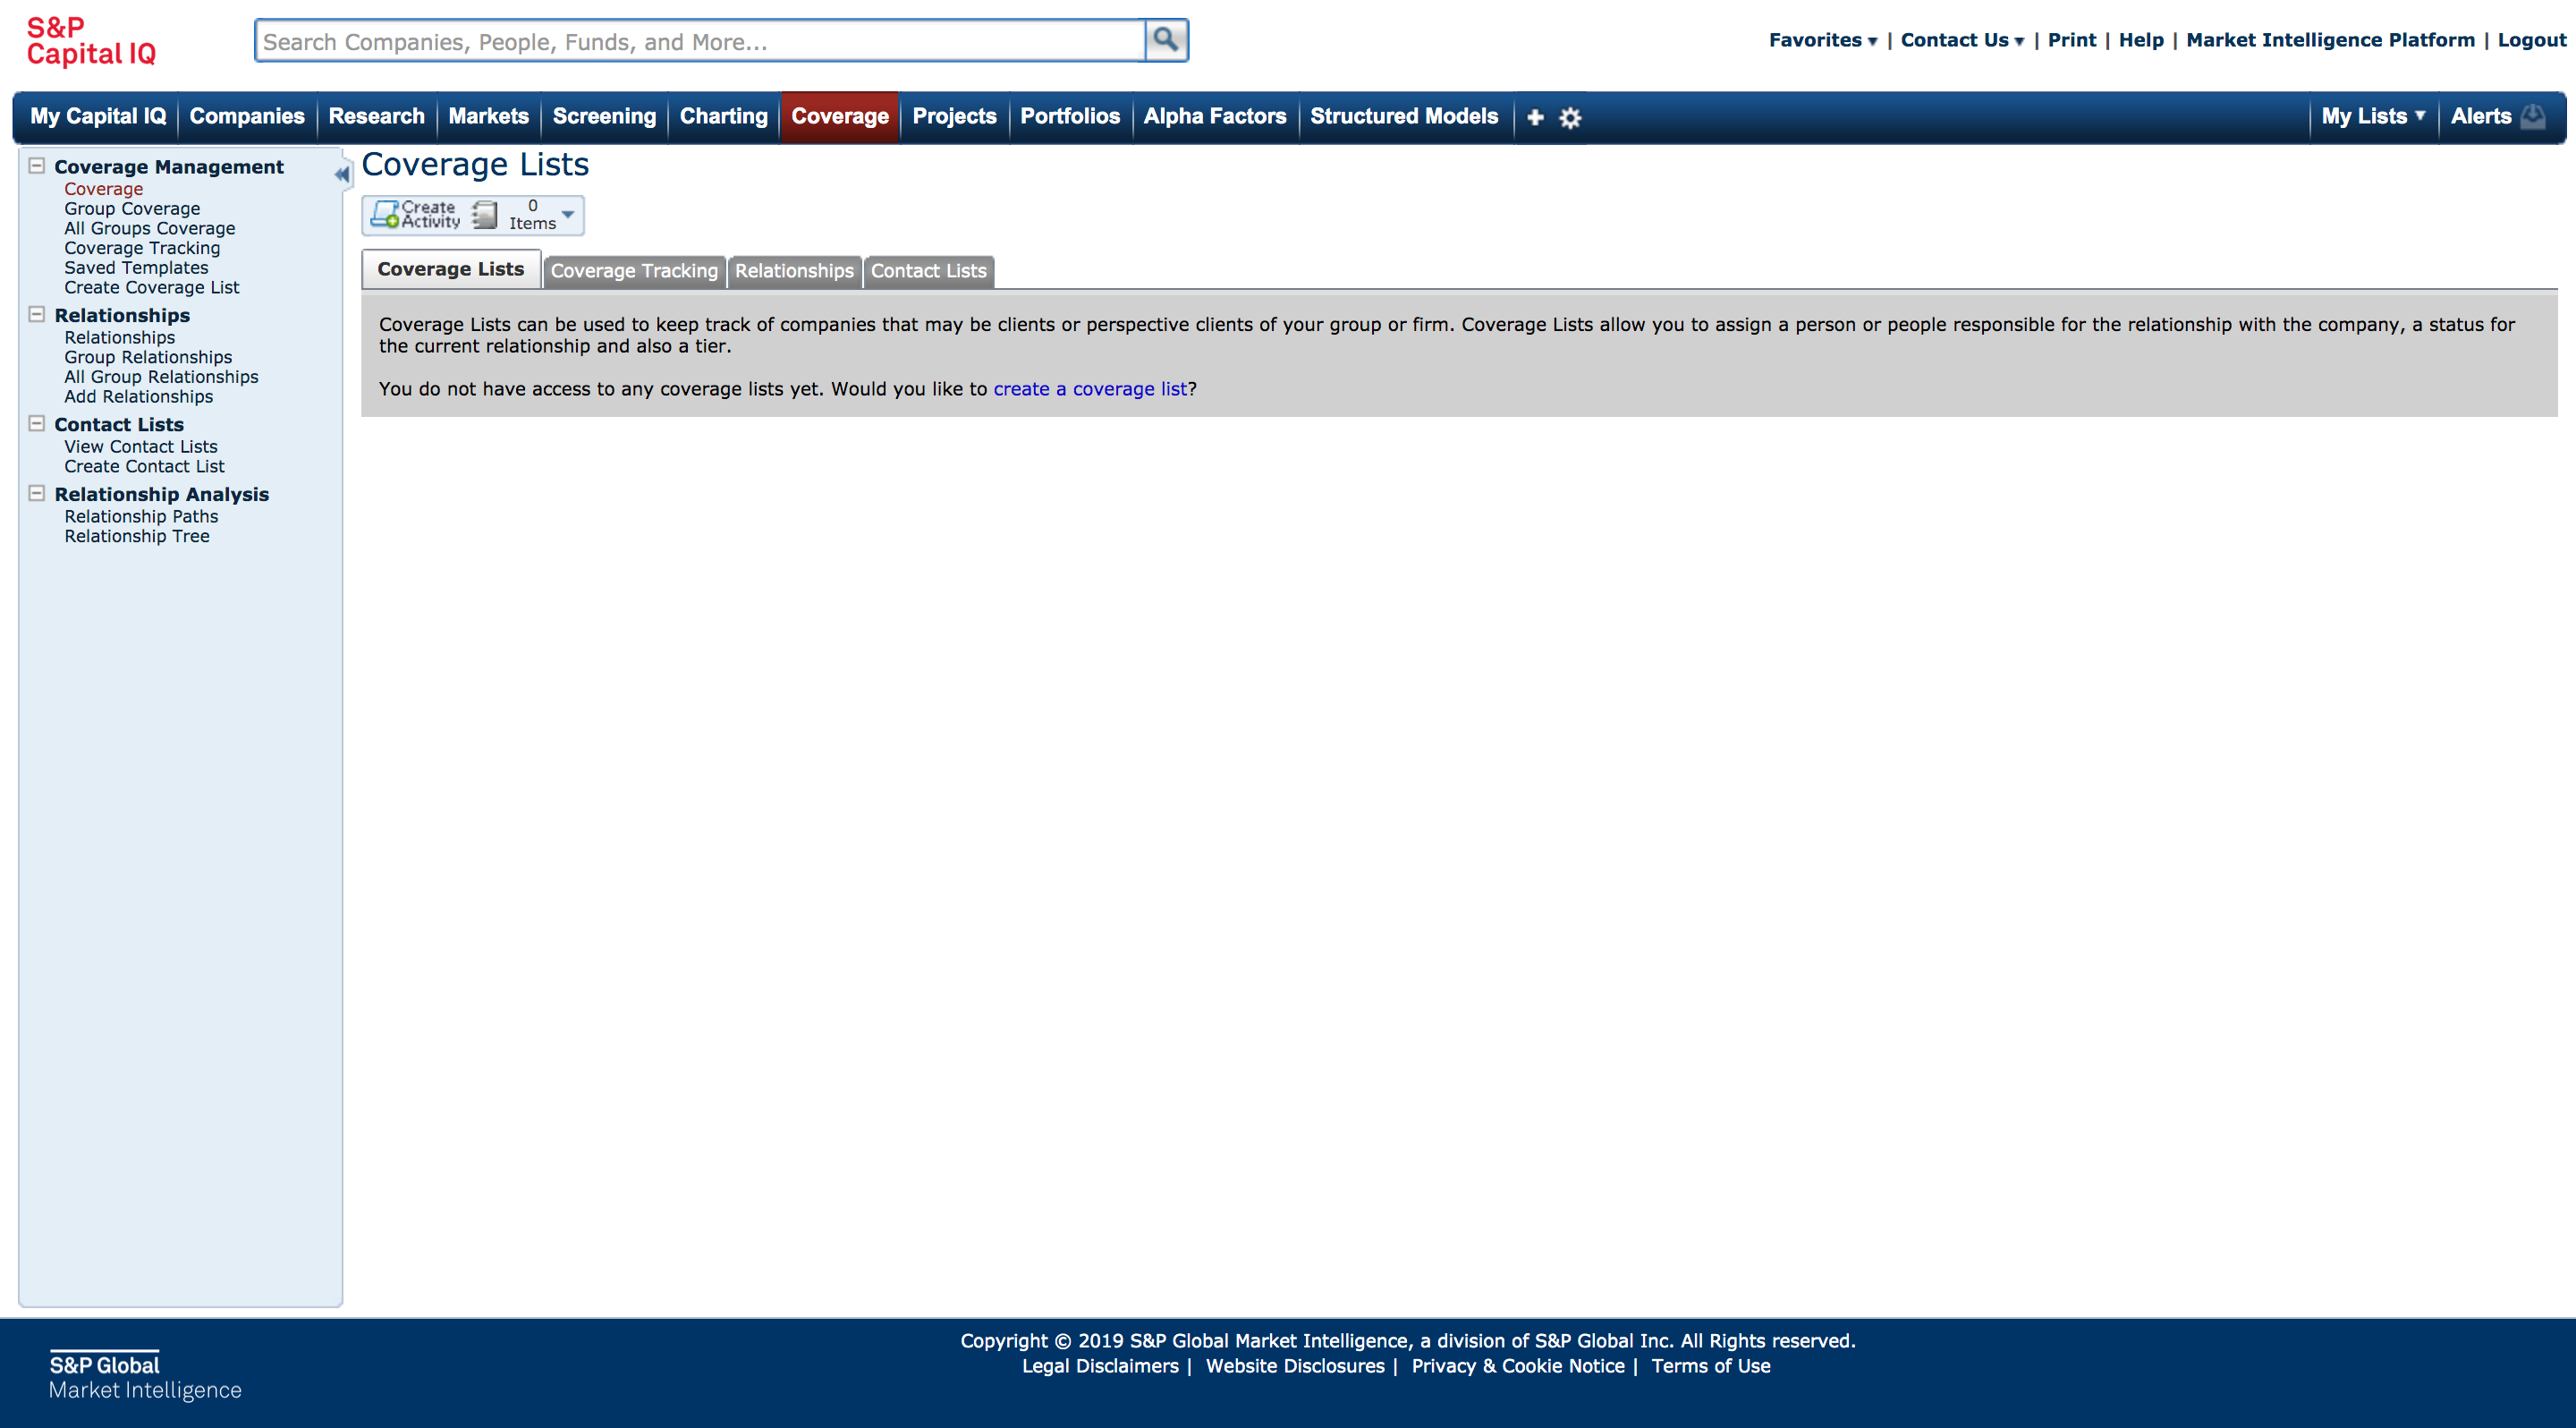 S&P
Capital IQ
Search Companies, People, Funds, and More...
Favorites | Contact Us | Print | Help | Market Intelligence Platform | Logout
My Capital IQ Companies Research Markets Screening Charting Coverage Projects Portfolios Alpha Factors Structured Models My Lists Alerts
Coverage Management
Coverage
Group Coverage
All Groups Coverage
Coverage Tracking
Saved Templates
Create Coverage List
Relationships
Relationships
Group Relationships
All Group Relationships
Add Relationships
Contact Lists
View Contact Lists
Create Contact List
Relationship Analysis
Relationship Paths
Relationship Tree
Coverage Lists
Create
Activity
0
Items
Coverage Lists Coverage Tracking Relationships Contact Lists
Coverage Lists can be used to keep track of companies that may be clients or perspective clients of your group or firm. Coverage Lists allow you to assign a person or people responsible for the relationship with the company, a status for
the current relationship and also a tier.
You do not have access to any coverage lists yet. Would you like to create a coverage list?
S&P Global
Market Intelligence
Copyright © 2019 S&P Global Market Intelligence, a division of S&P Global Inc. All Rights reserved.
Legal Disclaimers | Website Disclosures | Privacy & Cookie Notice | Terms of Use